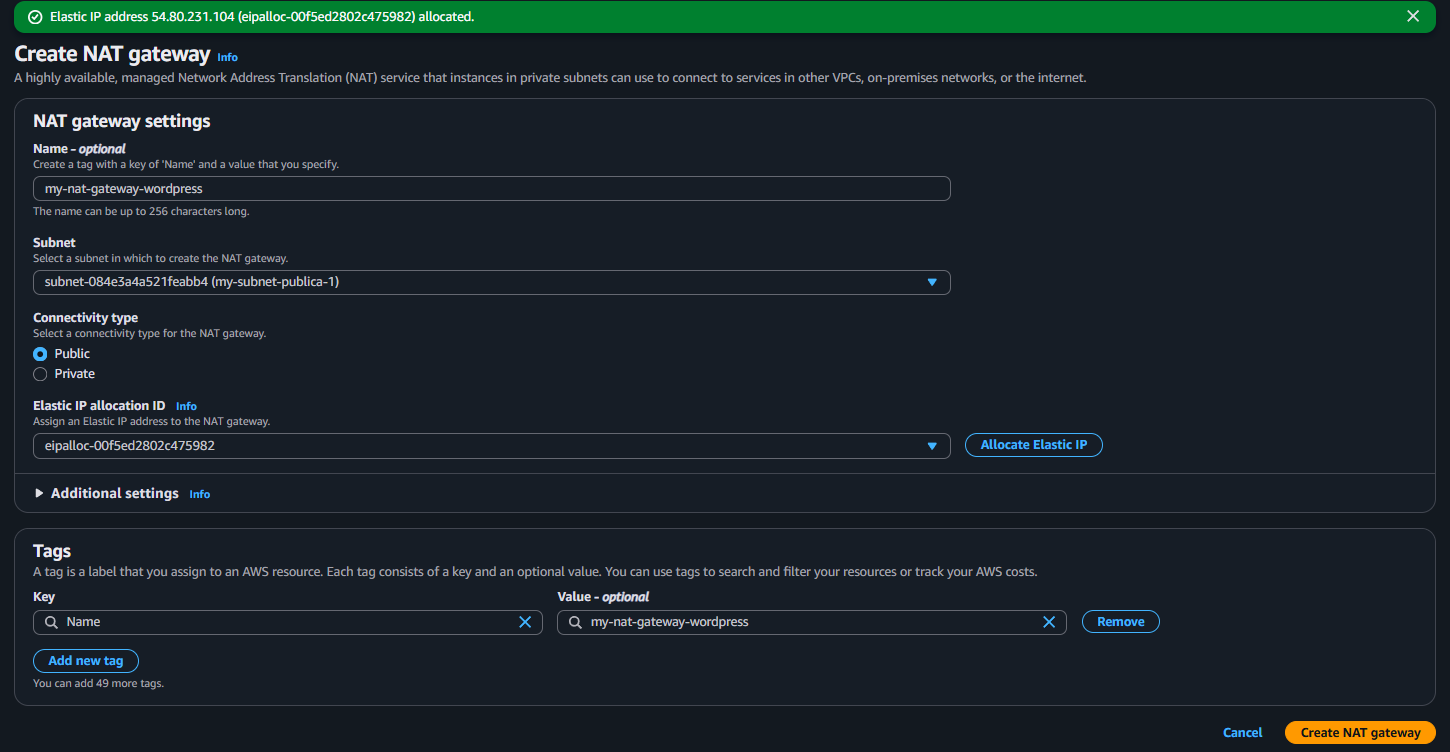 Elastic IP address 54.80.231.104 (eipalloc-00f5ed2802c475982) allocated.
Create NAT gateway Info
A highly available, managed Network Address Translation (NAT) service that instances in private subnets can use to connect to services in other VPCs, on-premises networks, or the internet.
NAT gateway settings
Name - optional
Create a tag with a key of 'Name' and a value that you specify.
my-nat-gateway-wordpress
The name can be up to 256 characters long.
Subnet
Select a subnet in which to create the NAT gateway.
subnet-084e3a4a521feabb4 (my-subnet-publica-1)
Connectivity type
Select a connectivity type for the NAT gateway.
Public
Private
Elastic IP allocation ID Info
Assign an Elastic IP address to the NAT gateway.
eipalloc-00f5ed2802c475982 Allocate Elastic IP
Additional settings Info
Tags
A tag is a label that you assign to an AWS resource. Each tag consists of a key and an optional value. You can use tags to search and filter your resources or track your AWS costs.
Key Value - optional
Name my-nat-gateway-wordpress Remove
Add new tag
You can add 49 more tags.
Cancel Create NAT gateway